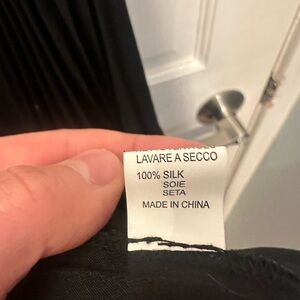 LAVARE A SECCO
100% SILK
SOIE
SETA
MADE IN CHINA